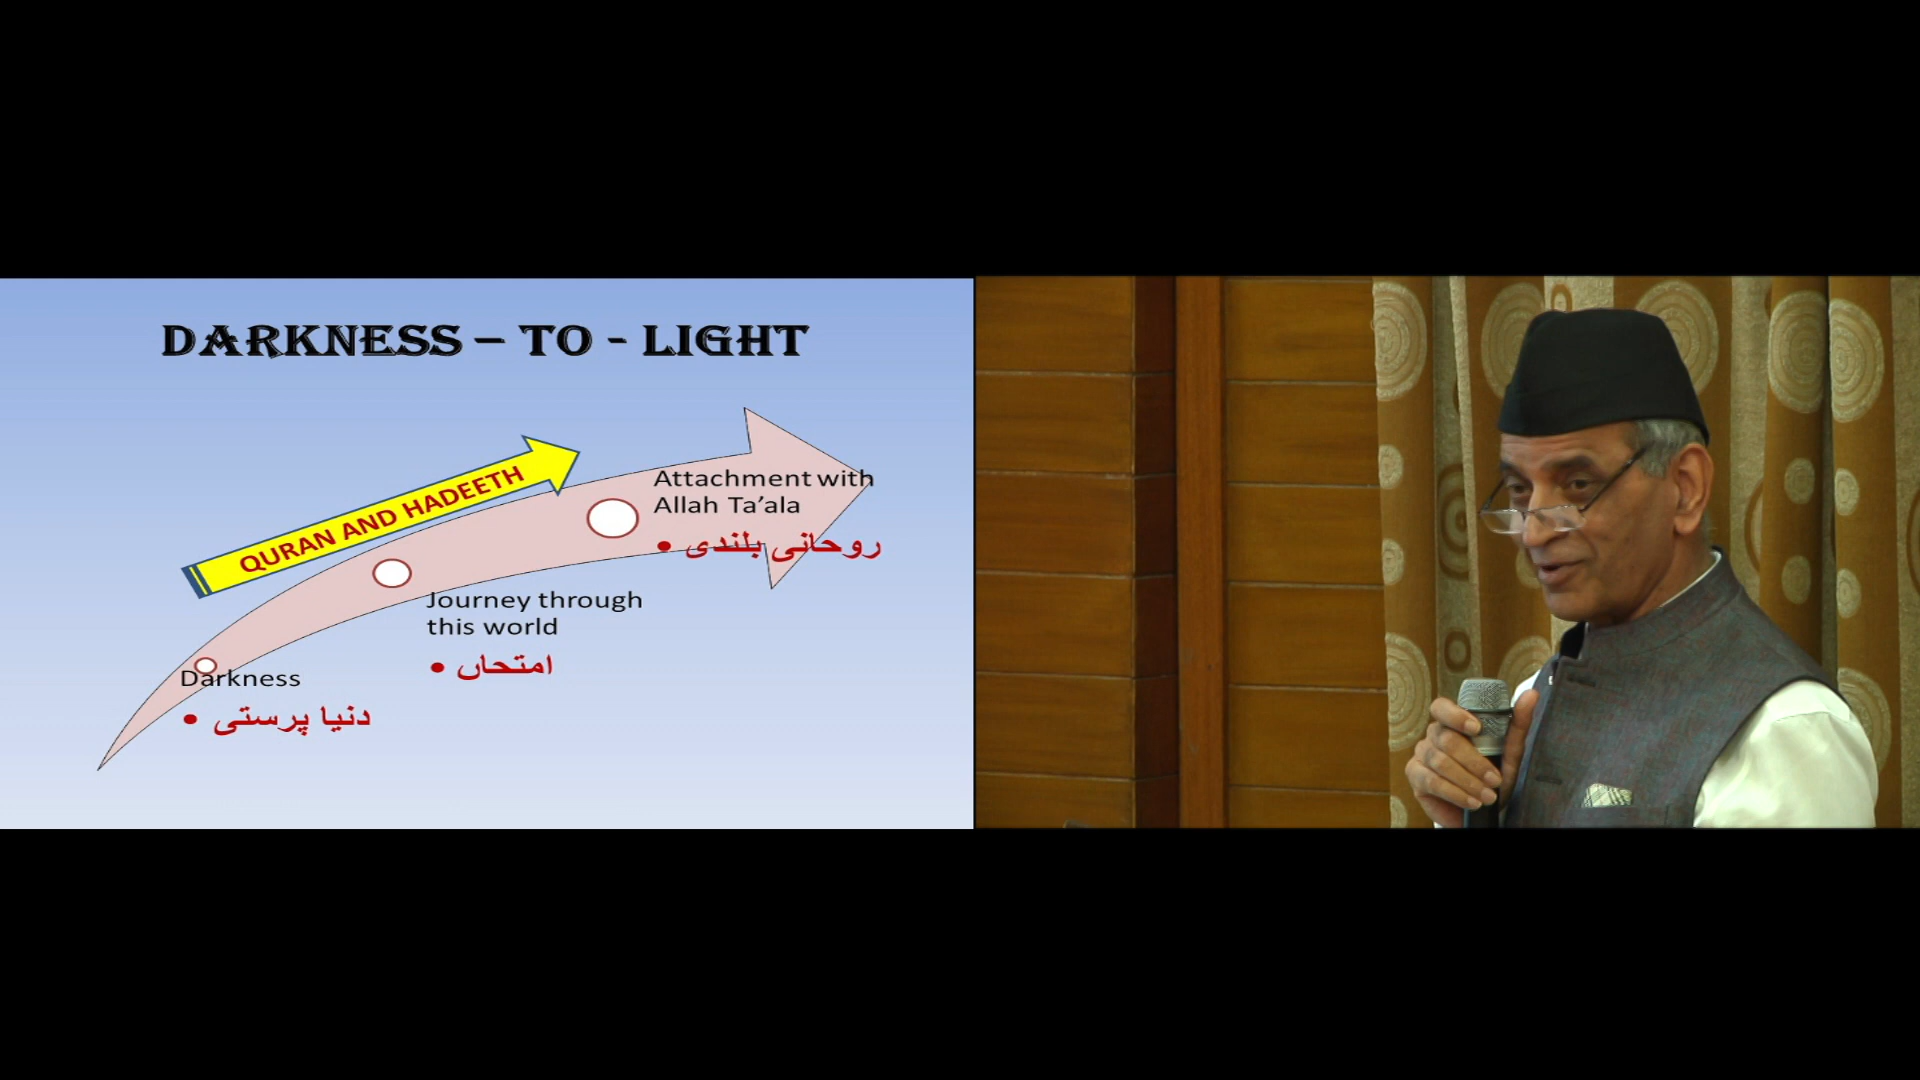 DARKNESS – TO - LIGHT
QURAN AND HADEETH
Attachment with
Allah Ta’ala
• روحانی بلندی
Journey through
this world
• امتحاں
Darkness
• دنیا پرستی